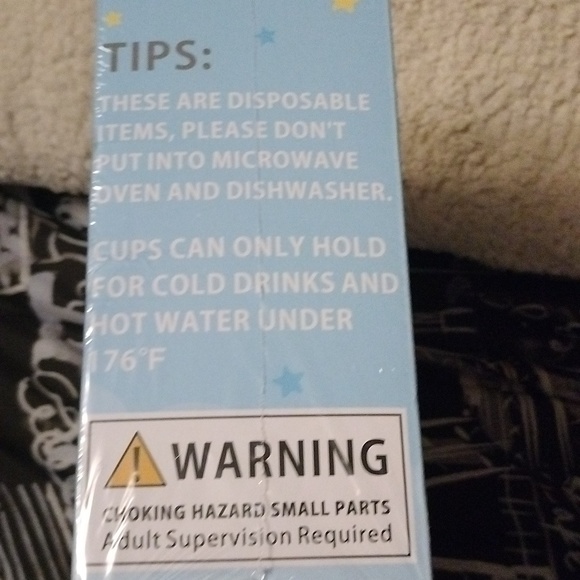 TIPS:
THESE ARE DISPOSABLE
ITEMS, PLEASE DON'T
PUT INTO MICROWAVE
OVEN AND DISHWASHER.
CUPS CAN ONLY HOLD
FOR COLD DRINKS AND
HOT WATER UNDER
176°F
WARNING
CHOKING HAZARD SMALL PARTS
Adult Supervision Required